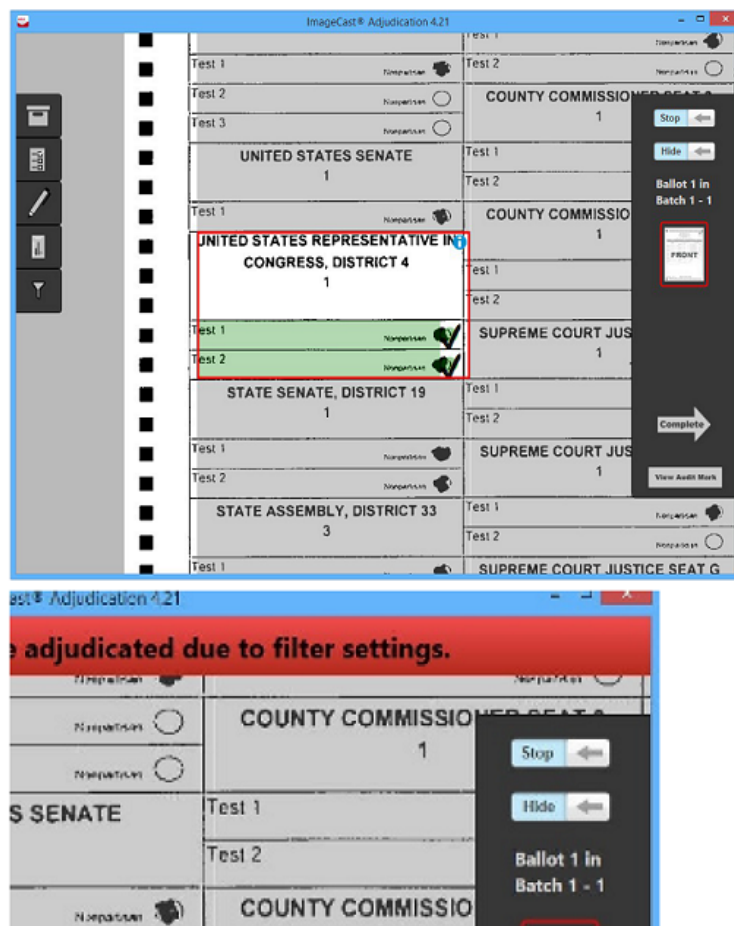 ImageCast® Adjudication 4.21
Test 1
Nonpartisan
Test 1
Nonpartisan
Test 2
Nonpartisan
Test 2
Nonpartisan
COUNTY COMMISSIONER SEAT
1
Test 3
Nonpartisan
Stop
UNITED STATES SENATE
1
Test 1
Hide
Test 2
Ballot 1 in
Batch 1 - 1
Test 1
Nonpartisan
COUNTY COMMISSIO
1
UNITED STATES REPRESENTATIVE IN
CONGRESS, DISTRICT 4
1
FRONT
Test 1
Test 2
Test 1
Nonpartisan
SUPREME COURT JUS
1
Test 2
Nonpartisan
STATE SENATE, DISTRICT 19
1
Test 1
Test 2
Complete
Test 1
Nonpartisan
SUPREME COURT JUS
1
Test 2
Nonpartisan
View Audit Mark
STATE ASSEMBLY, DISTRICT 33
3
Test 1
Nonpartisan
Test 2
Nonpartisan
Test 1
SUPREME COURT JUSTICE SEAT G
ast® Adjudication 4.21
e adjudicated due to filter settings.
Nonpartisan
Nonpartisan
Nonpartisan
COUNTY COMMISSIO
1
Nonpartisan
Stop
S SENATE
Test 1
Hide
Test 2
Ballot 1 in
Batch 1 - 1
Nonpartisan
COUNTY COMMISSIO